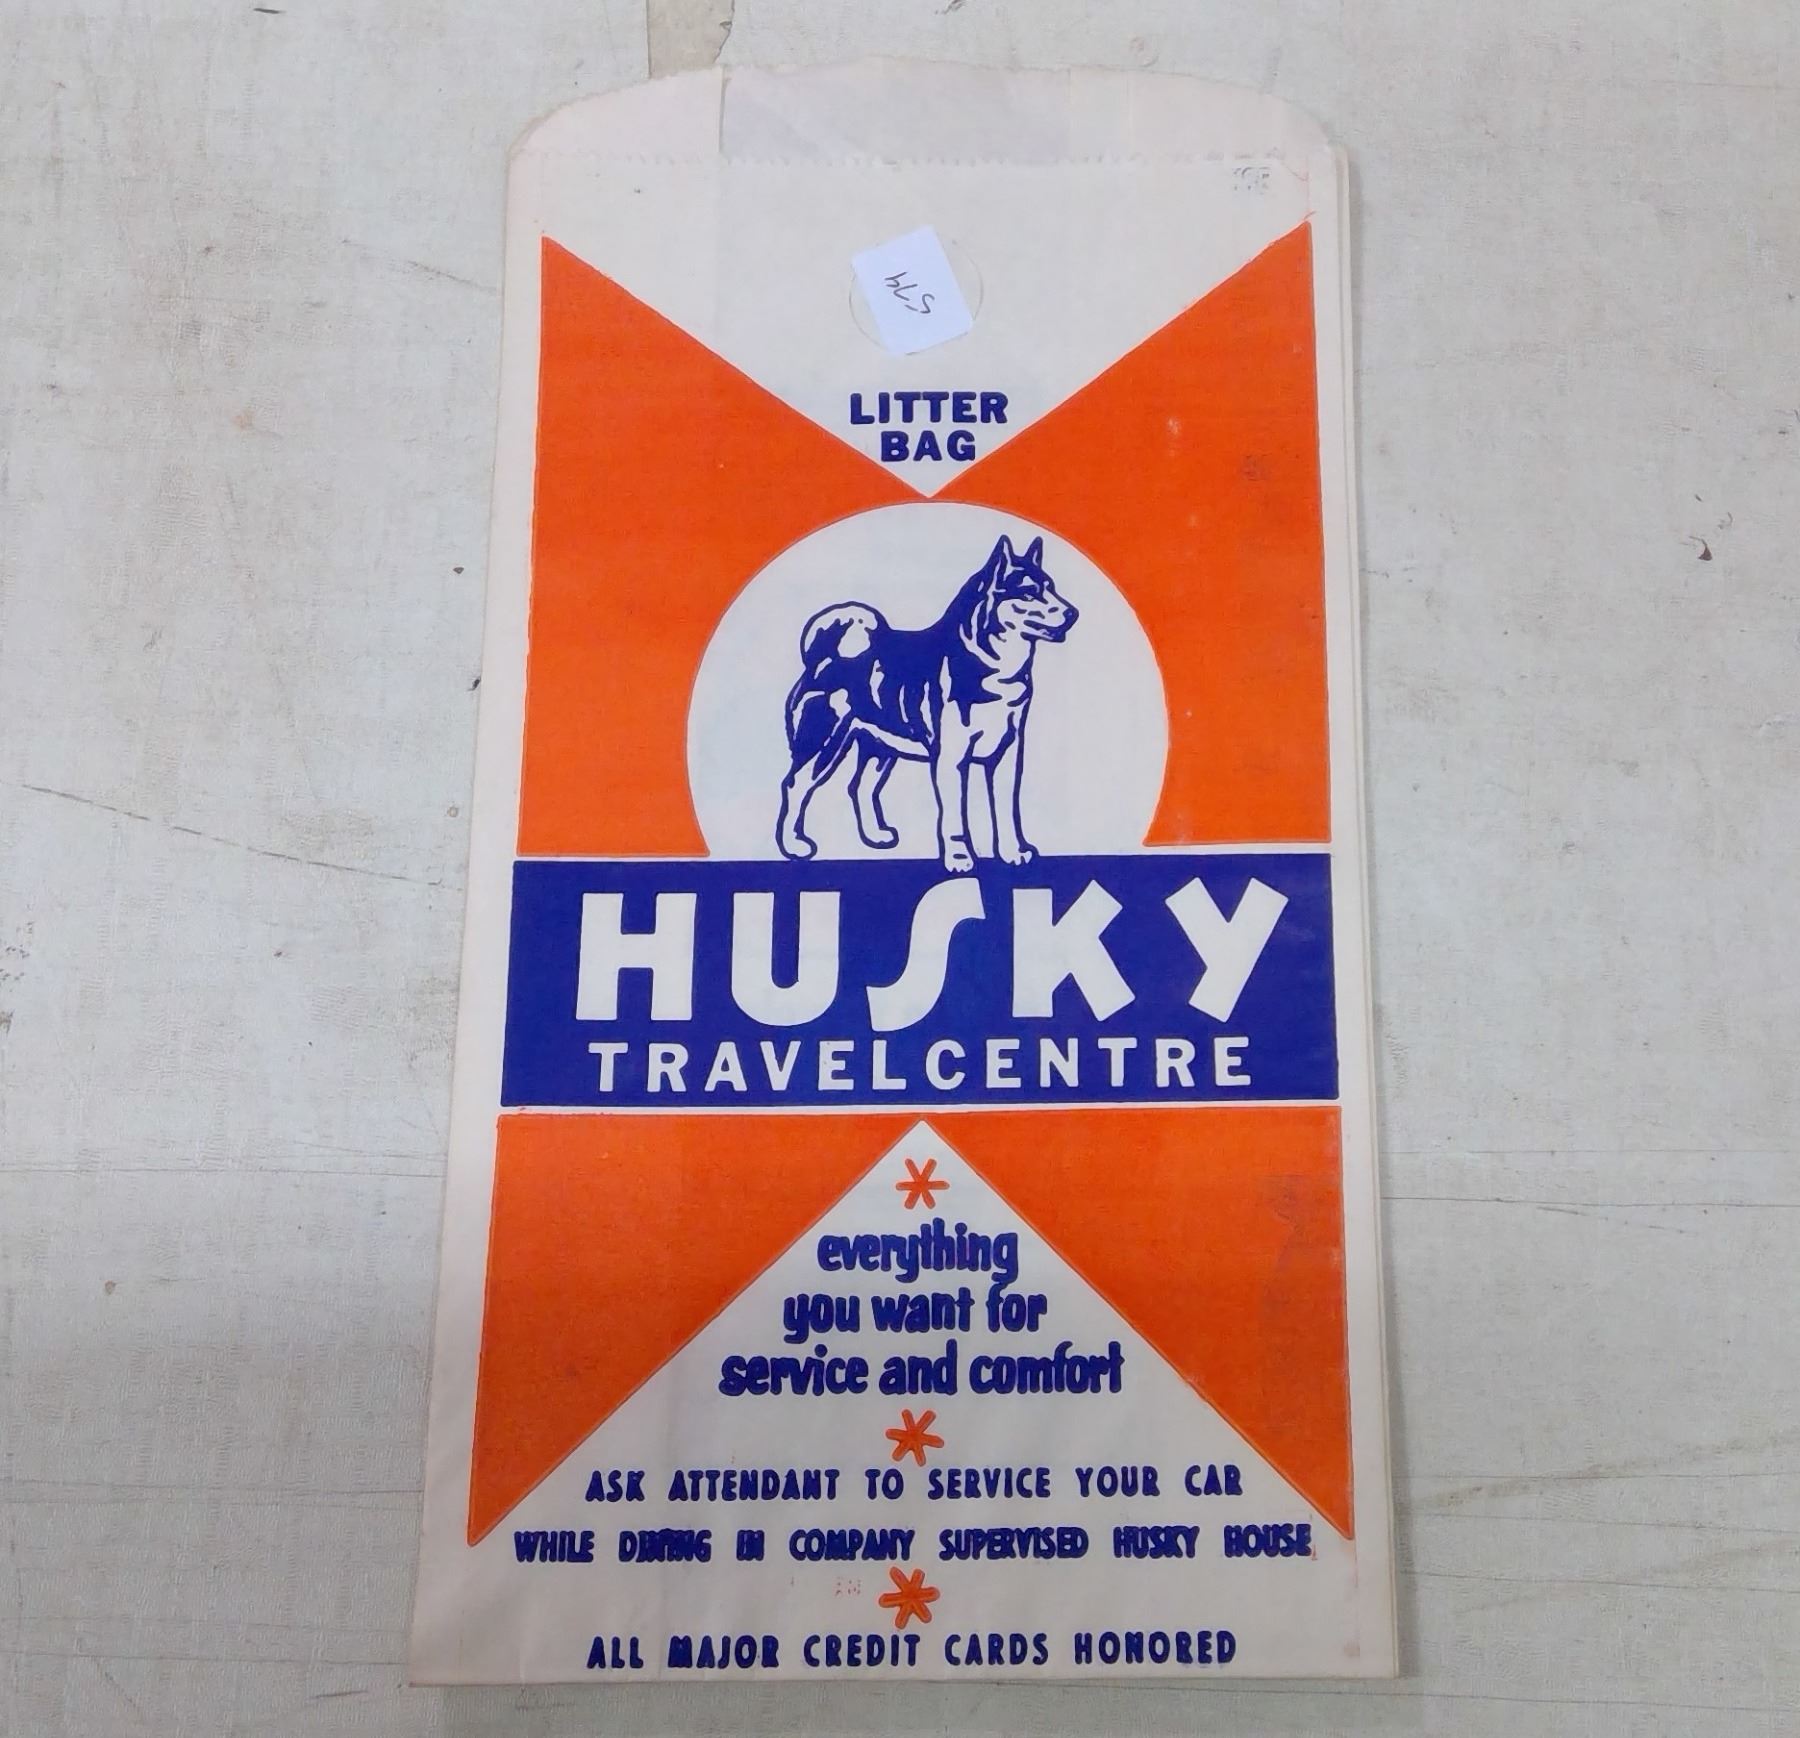 579
LITTER
BAG
HUSKY
TRAVELCENTRE
everything
you want for
service and comfort
ASK ATTENDANT TO SERVICE YOUR CAR
WHILE DINING IN COMPANY SUPERVISED HUSKY HOUSE
ALL MAJOR CREDIT CARDS HONORED